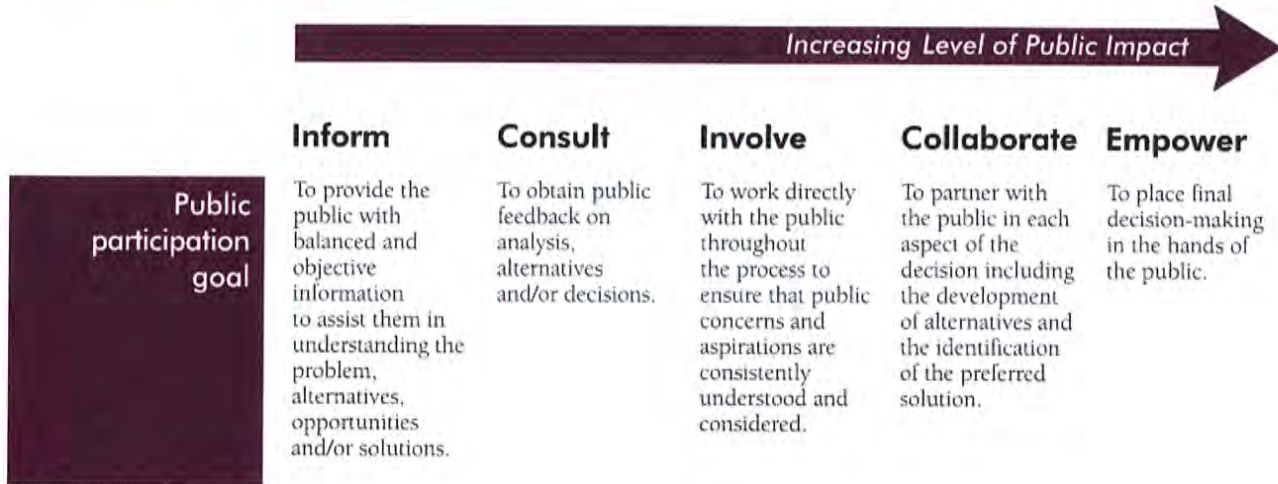 Increasing Level of Public Impact
Inform
Consult
Involve
Collaborate
Empower
Public
participation
goal
To provide the
public with
balanced and
objective
information
to assist them in
understanding the
problem,
alternatives,
opportunities
and/or solutions.
To obtain public
feedback on
analysis,
alternatives
and/or decisions.
To work directly
with the public
throughout
the process to
ensure that public
concerns and
aspirations are
consistently
understood and
considered.
To partner with
the public in each
aspect of the
decision including
the development
of alternatives and
the identification
of the preferred
solution.
To place final
decision-making
in the hands of
the public.